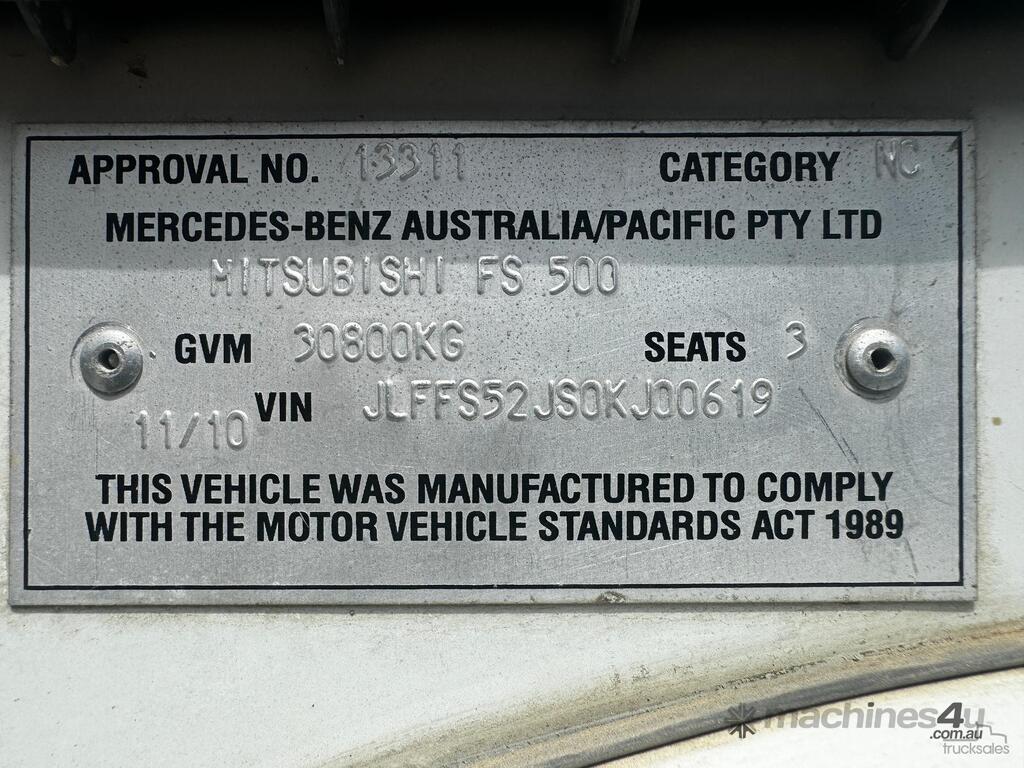 APPROVAL NO. 13311 CATEGORY NC
MERCEDES-BENZ AUSTRALIA/PACIFIC PTY LTD
MITSUBISHI FS 500
GVM 30800KG SEATS 3
VIN JLFFS52JS0KJ00619
11/10
THIS VEHICLE WAS MANUFACTURED TO COMPLY
WITH THE MOTOR VEHICLE STANDARDS ACT 1989
machines4u
.com.au
trucksales